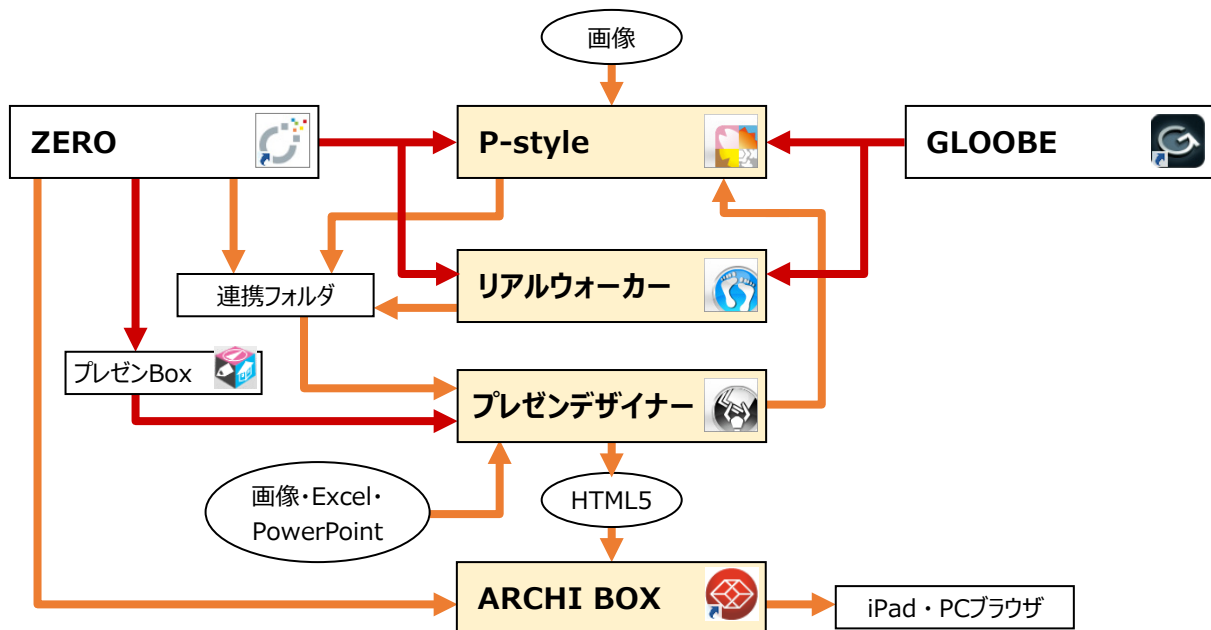 画像
ZERO
P-style
GLOOBE
リアルウォーカー
連携フォルダ
プレゼンBox
プレゼンデザイナー
画像・Excel・
PowerPoint
HTML5
ARCHI BOX
iPad・PCブラウザ